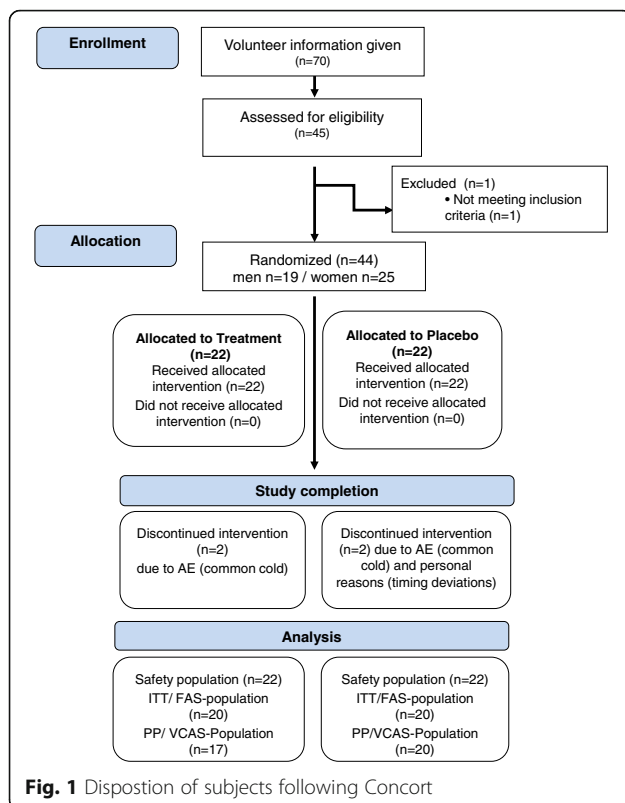 Enrollment
Volunteer information given
(n=70)
Assessed for eligibility
(n=45)
Excluded (n=1)
• Not meeting inclusion
criteria (n=1)
Allocation
Randomized (n=44)
men n=19 / women n=25
Allocated to Treatment
(n=22)
Received allocated
intervention (n=22)
Did not receive allocated
intervention (n=0)
Allocated to Placebo
(n=22)
Received allocated
intervention (n=22)
Did not receive allocated
intervention (n=0)
Study completion
Discontinued intervention
(n=2)
due to AE (common cold)
Discontinued intervention
(n=2) due to AE (common
cold) and personal
reasons (timing deviations)
Analysis
Safety population (n=22)
ITT/ FAS-population
(n=20)
PP/ VCAS-Population
(n=17)
Safety population (n=22)
ITT/FAS-population
(n=20)
PP/VCAS-Population
(n=20)
Fig. 1 Dispostion of subjects following Concort